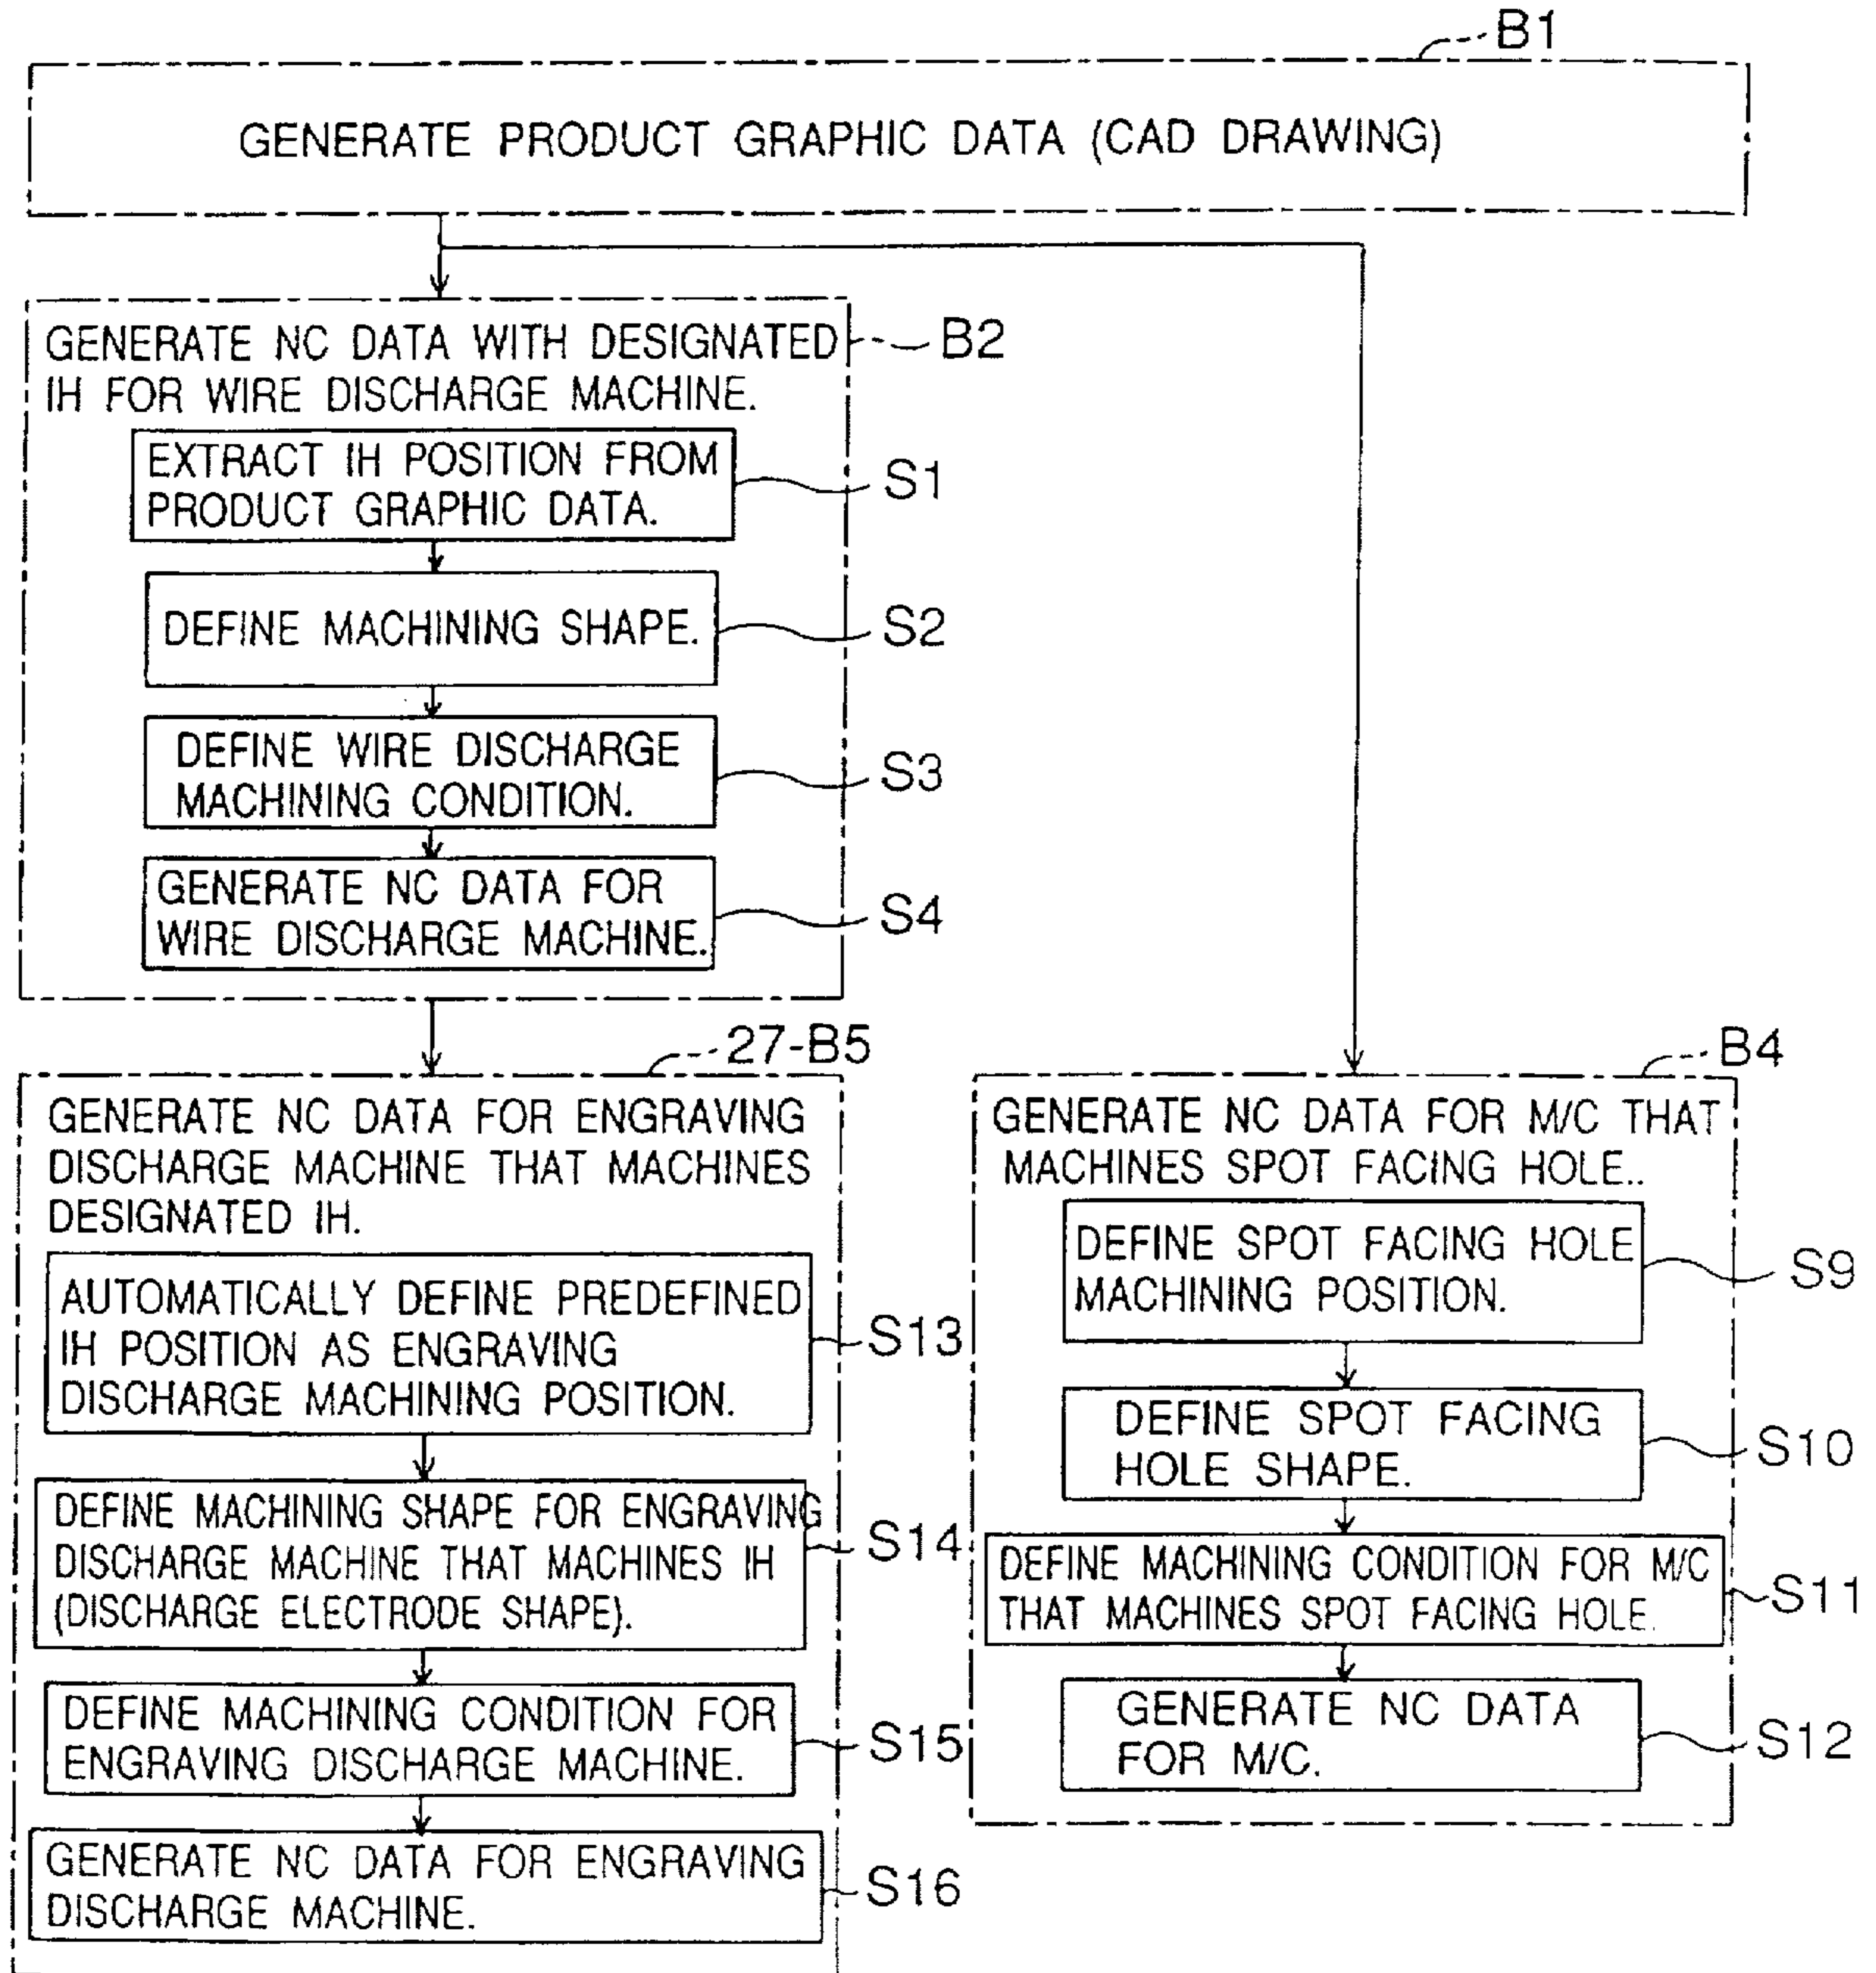 B1
GENERATE PRODUCT GRAPHIC DATA (CAD DRAWING)
GENERATE NC DATA WITH DESIGNATED
IH FOR WIRE DISCHARGE MACHINE.
B2
EXTRACT IH POSITION FROM
PRODUCT GRAPHIC DATA.
S1
DEFINE MACHINING SHAPE.
S2
DEFINE WIRE DISCHARGE
MACHINING CONDITION.
S3
GENERATE NC DATA FOR
WIRE DISCHARGE MACHINE.
S4
27-B5
GENERATE NC DATA FOR ENGRAVING
DISCHARGE MACHINE THAT MACHINES
DESIGNATED IH.
AUTOMATICALLY DEFINE PREDEFINED
IH POSITION AS ENGRAVING
DISCHARGE MACHINING POSITION.
S13
DEFINE MACHINING SHAPE FOR ENGRAVING
DISCHARGE MACHINE THAT MACHINES IH
(DISCHARGE ELECTRODE SHAPE).
S14
DEFINE MACHINING CONDITION FOR
ENGRAVING DISCHARGE MACHINE.
S15
GENERATE NC DATA FOR ENGRAVING
DISCHARGE MACHINE.
S16
B4
GENERATE NC DATA FOR M/C THAT
MACHINES SPOT FACING HOLE..
DEFINE SPOT FACING HOLE
MACHINING POSITION.
S9
DEFINE SPOT FACING
HOLE SHAPE.
S10
DEFINE MACHINING CONDITION FOR M/C
THAT MACHINES SPOT FACING HOLE.
S11
GENERATE NC DATA
FOR M/C.
S12